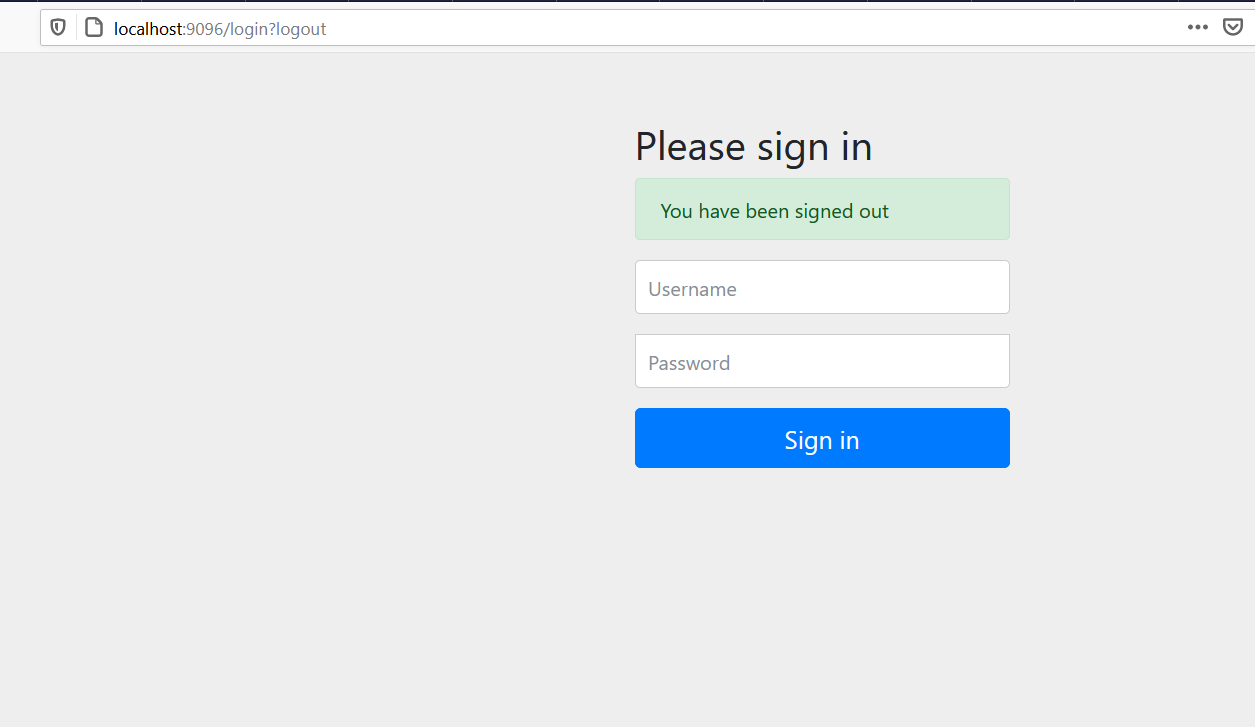 localhost:9096/login?logout
Please sign in
You have been signed out
Username
Password
Sign in